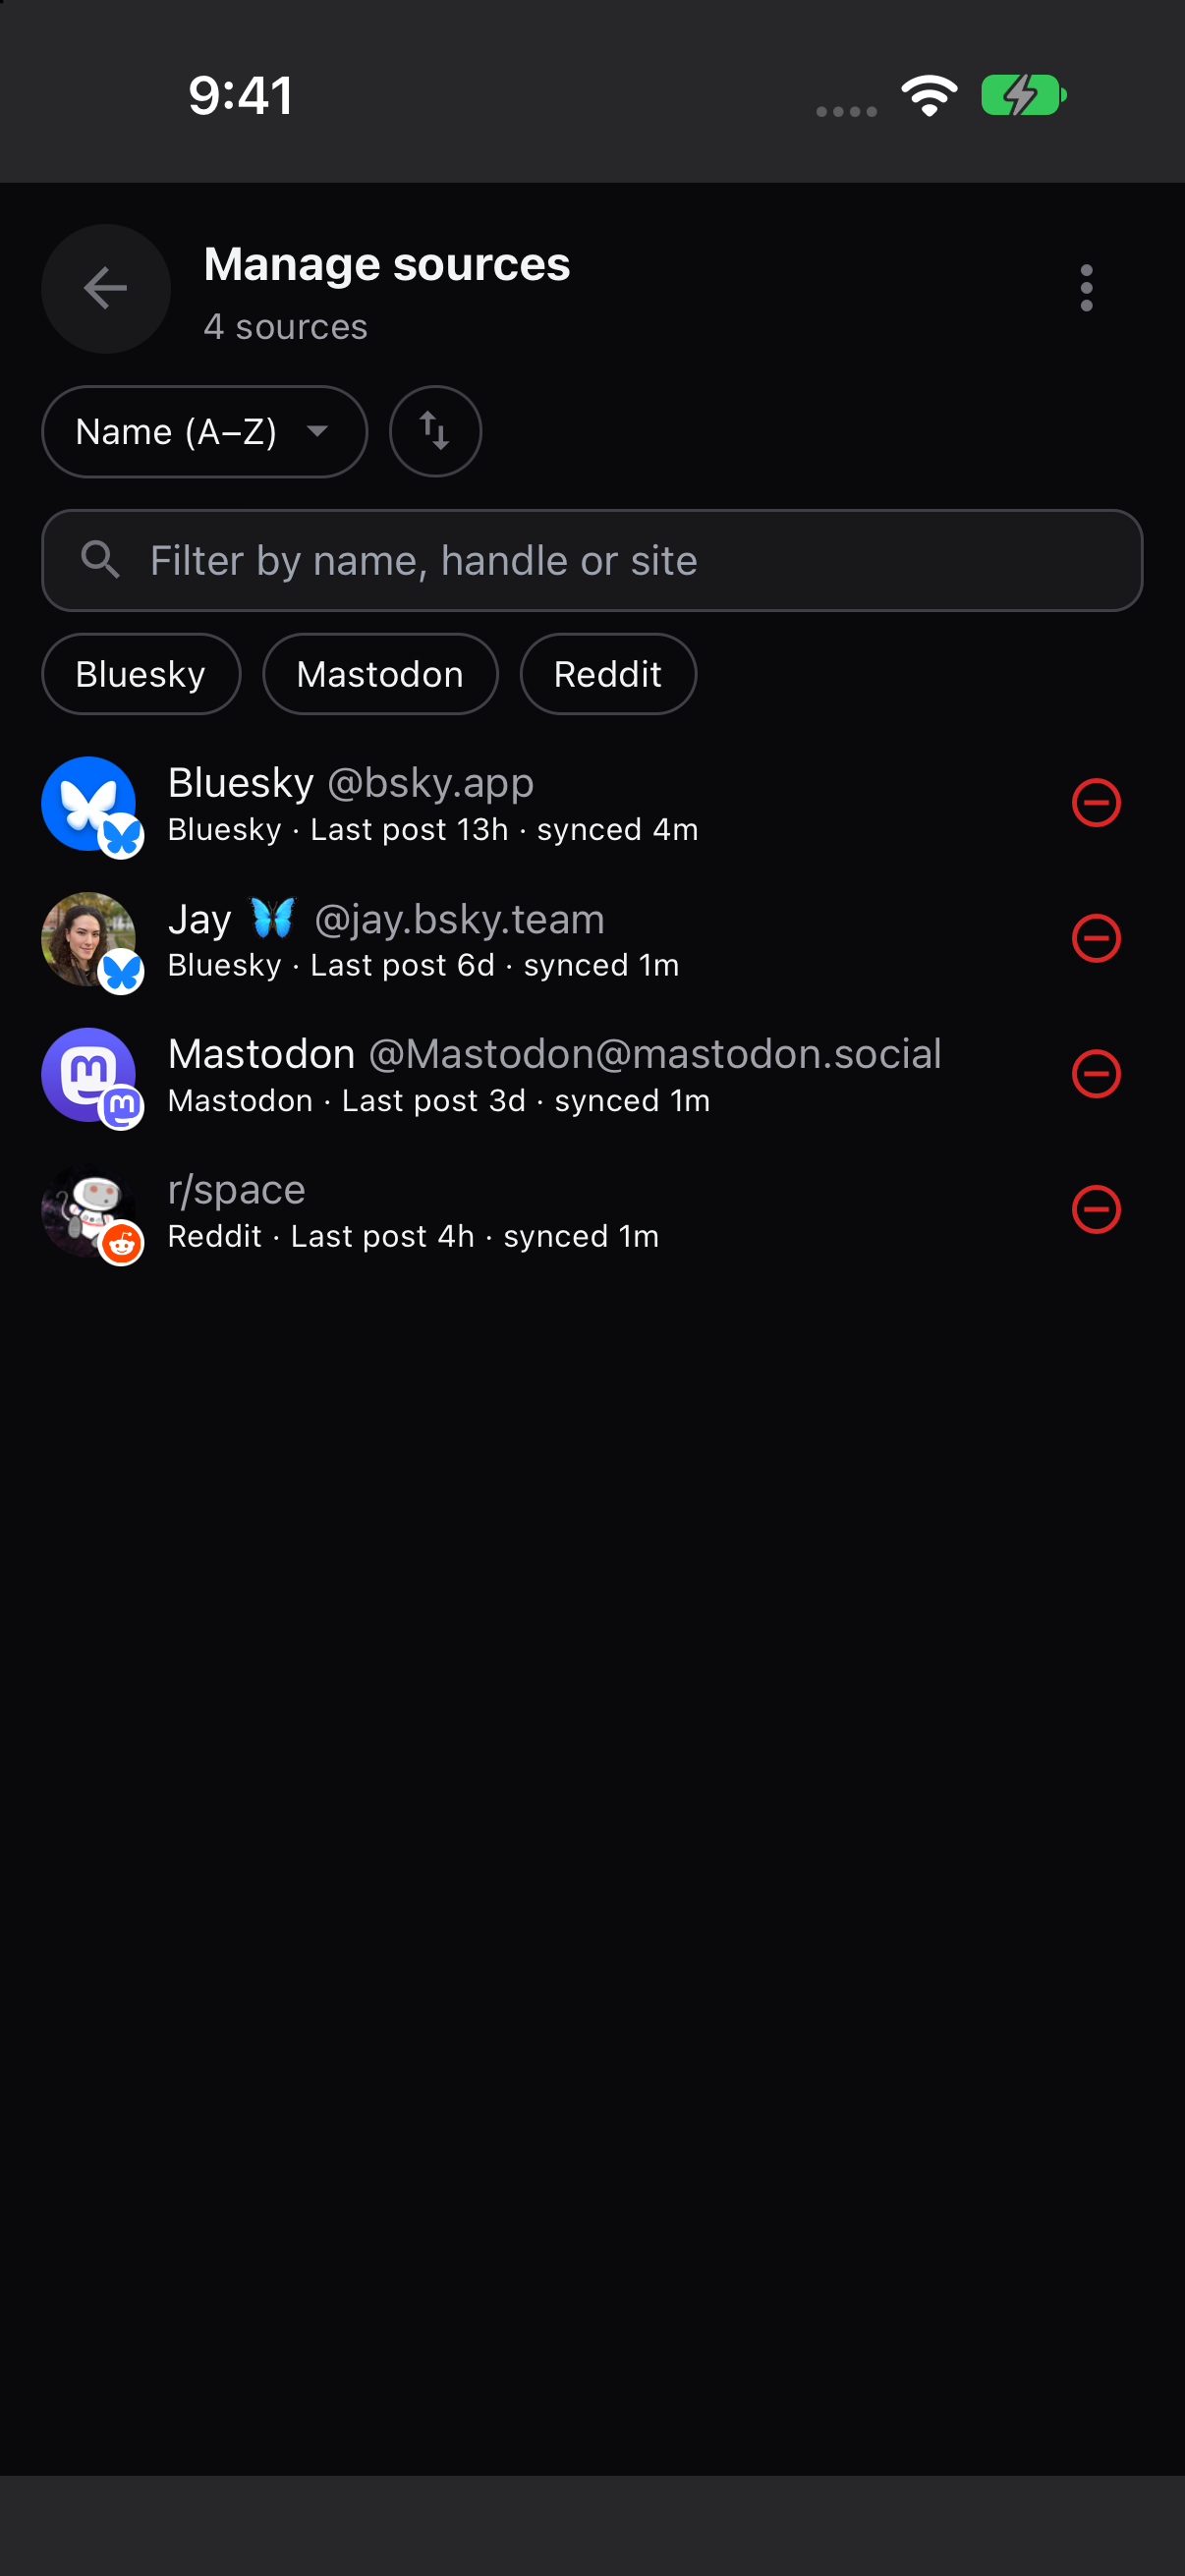 9:41
Manage sources
4 sources
Name (A–Z)
Filter by name, handle or site
Bluesky
Mastodon
Reddit
Bluesky @bsky.app
Bluesky · Last post 13h · synced 4m
Jay 🦋 @jay.bsky.team
Bluesky · Last post 6d · synced 1m
Mastodon @Mastodon@mastodon.social
Mastodon · Last post 3d · synced 1m
r/space
Reddit · Last post 4h · synced 1m